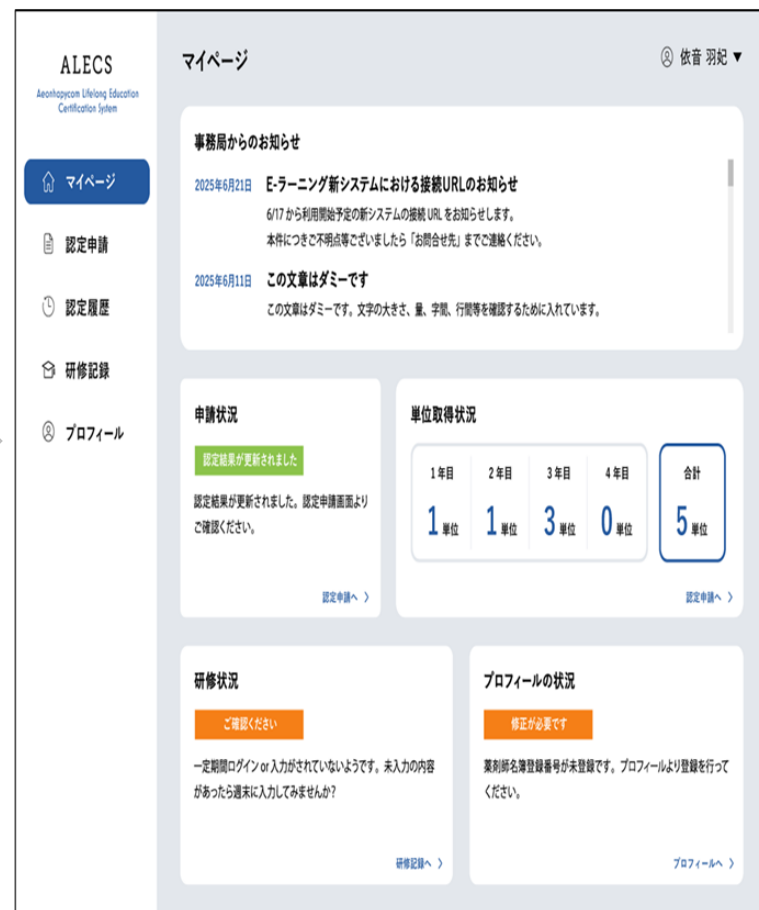 ALECS
Aeonhapycom Lifelong Education
Certification System
マイページ
認定申請
認定履歴
研修記録
プロフィール
マイページ
依音 羽妃 ▼
事務局からのお知らせ
2025年6月21日 E-ラーニング新システムにおける接続URLのお知らせ
6/17 から利用開始予定の新システムの接続 URL をお知らせします。
本件につきご不明点等ございましたら「お問合せ先」までご連絡ください。
2025年6月11日 この文章はダミーです
この文章はダミーです。文字の大きさ、量、字間、行間等を確認するために入れています。
申請状況
認定結果が更新されました
認定結果が更新されました。認定申請画面より
ご確認ください。
認定申請へ 〉
単位取得状況
1年目 2年目 3年目 4年目 合計
1単位 1単位 3単位 0単位 5単位
認定申請へ 〉
研修状況
ご確認ください
一定期間ログイン or 入力がされていないようです。未入力の内容
があったら週末に入力してみませんか?
研修記録へ 〉
プロフィールの状況
修正が必要です
薬剤師名簿登録番号が未登録です。プロフィールより登録を行って
ください。
プロフィールへ 〉